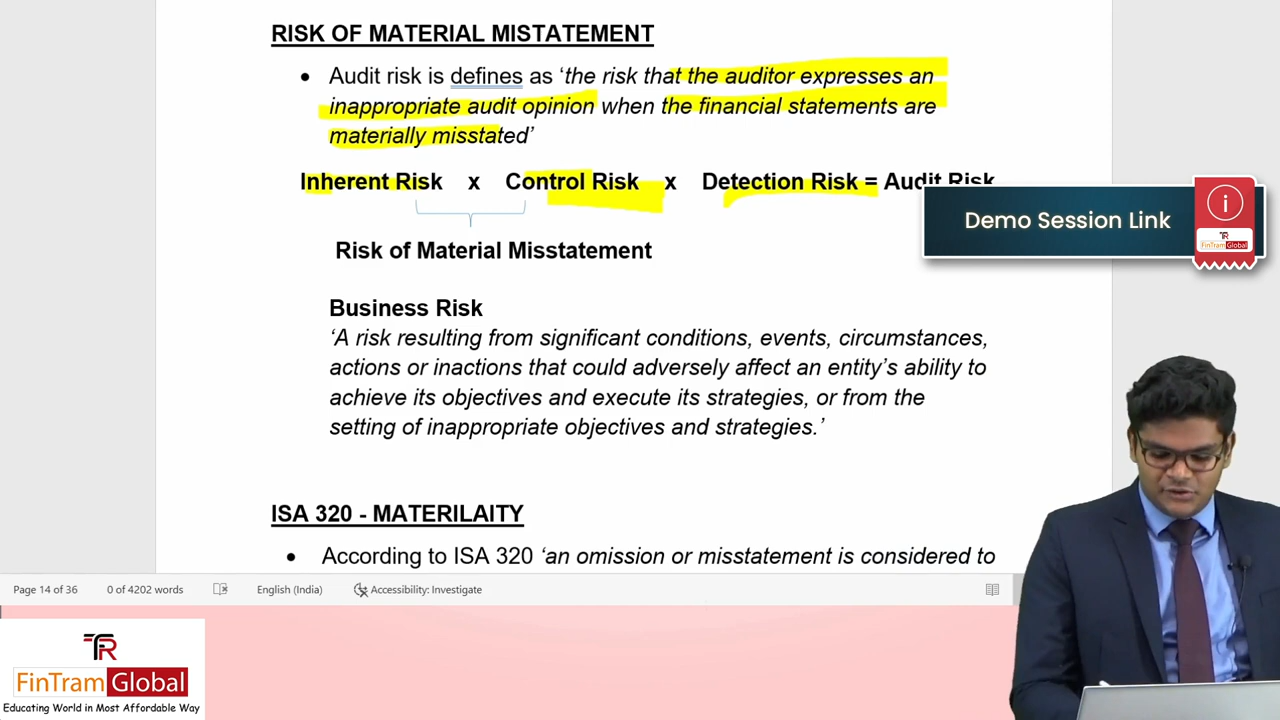 RISK OF MATERIAL MISTATEMENT
• Audit risk is defines as ‘the risk that the auditor expresses an
inappropriate audit opinion when the financial statements are
materially misstated’
Inherent Risk x Control Risk x Detection Risk = Audit Risk
Demo Session Link
i
TR
FinTram Global
Risk of Material Misstatement
Business Risk
‘A risk resulting from significant conditions, events, circumstances,
actions or inactions that could adversely affect an entity’s ability to
achieve its objectives and execute its strategies, or from the
setting of inappropriate objectives and strategies.’
ISA 320 - MATERILAITY
• According to ISA 320 ‘an omission or misstatement is considered to
Page 14 of 36 0 of 4202 words English (India) Accessibility: Investigate
TR
FinTram Global
Educating World in Most Affordable Way